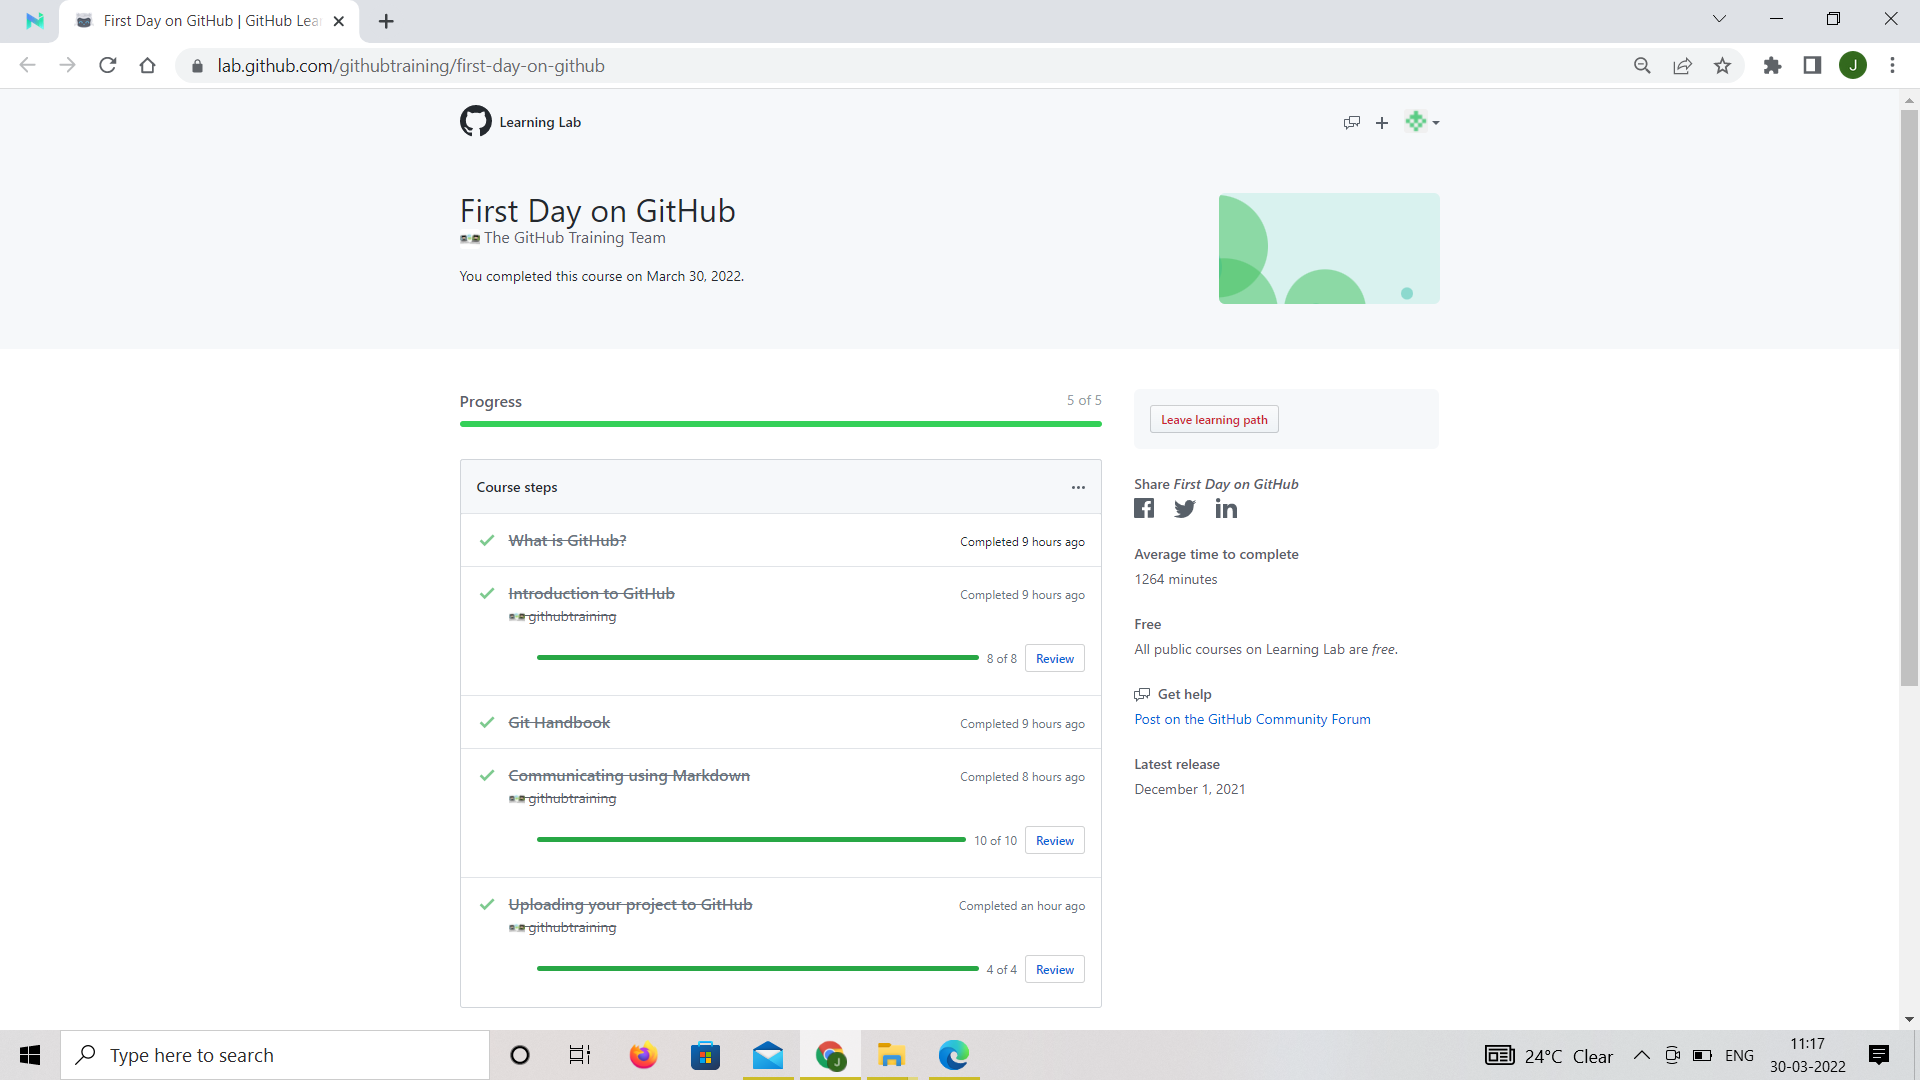 First Day on GitHub | GitHub Lea
lab.github.com/githubtraining/first-day-on-github
J
Learning Lab
First Day on GitHub
The GitHub Training Team
You completed this course on March 30, 2022.
Progress
5 of 5
Leave learning path
Course steps
What is GitHub?
Completed 9 hours ago
Introduction to GitHub
Completed 9 hours ago
githubtraining
8 of 8
Review
Git Handbook
Completed 9 hours ago
Communicating using Markdown
Completed 8 hours ago
githubtraining
10 of 10
Review
Uploading your project to GitHub
Completed an hour ago
githubtraining
4 of 4
Review
Share First Day on GitHub
Average time to complete
1264 minutes
Free
All public courses on Learning Lab are free.
Get help
Post on the GitHub Community Forum
Latest release
December 1, 2021
Type here to search
J
24°C Clear
ENG
11:17
30-03-2022